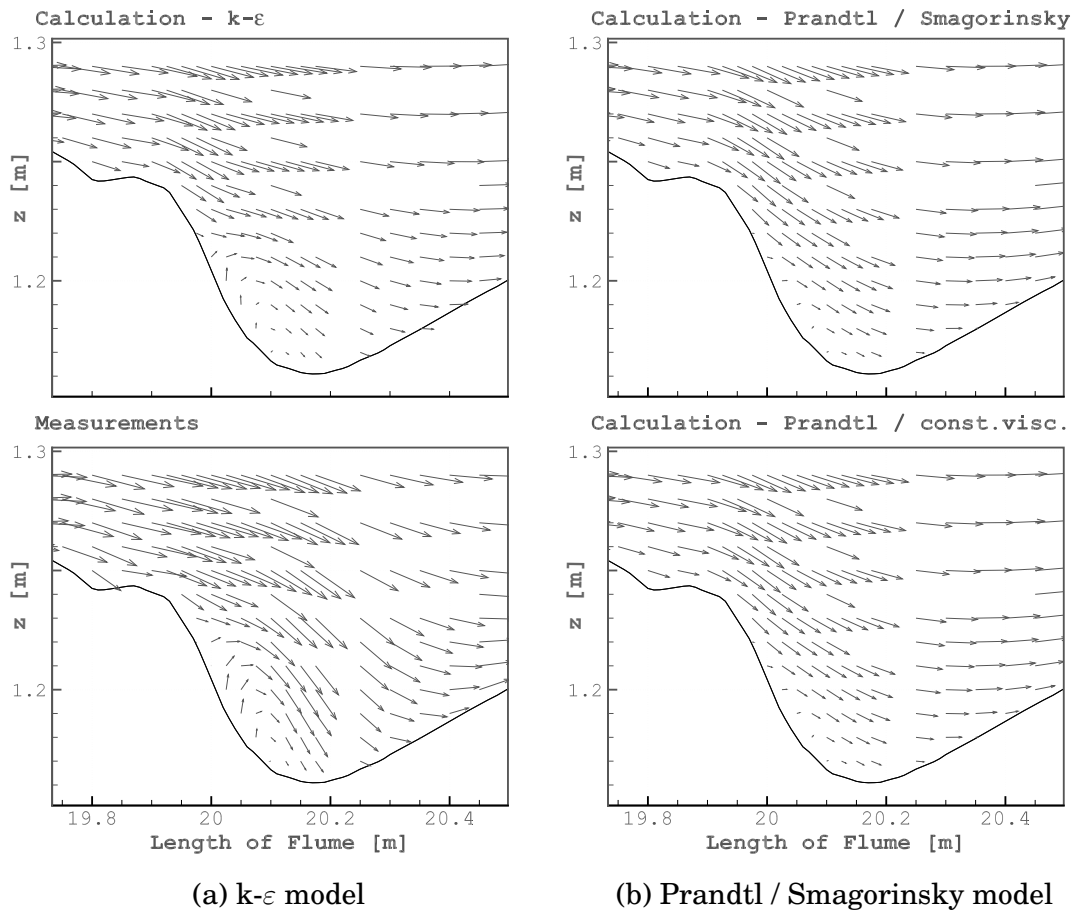 Calculation - k-ε
Calculation - Prandtl / Smagorinsky
1.3
1.3
z [m]
z [m]
1.2
1.2
Measurements
Calculation - Prandtl / const.visc.
1.3
1.3
z [m]
z [m]
1.2
1.2
19.8 20 20.2 20.4
19.8 20 20.2 20.4
Length of Flume [m]
Length of Flume [m]
(a) k-ε model
(b) Prandtl / Smagorinsky model